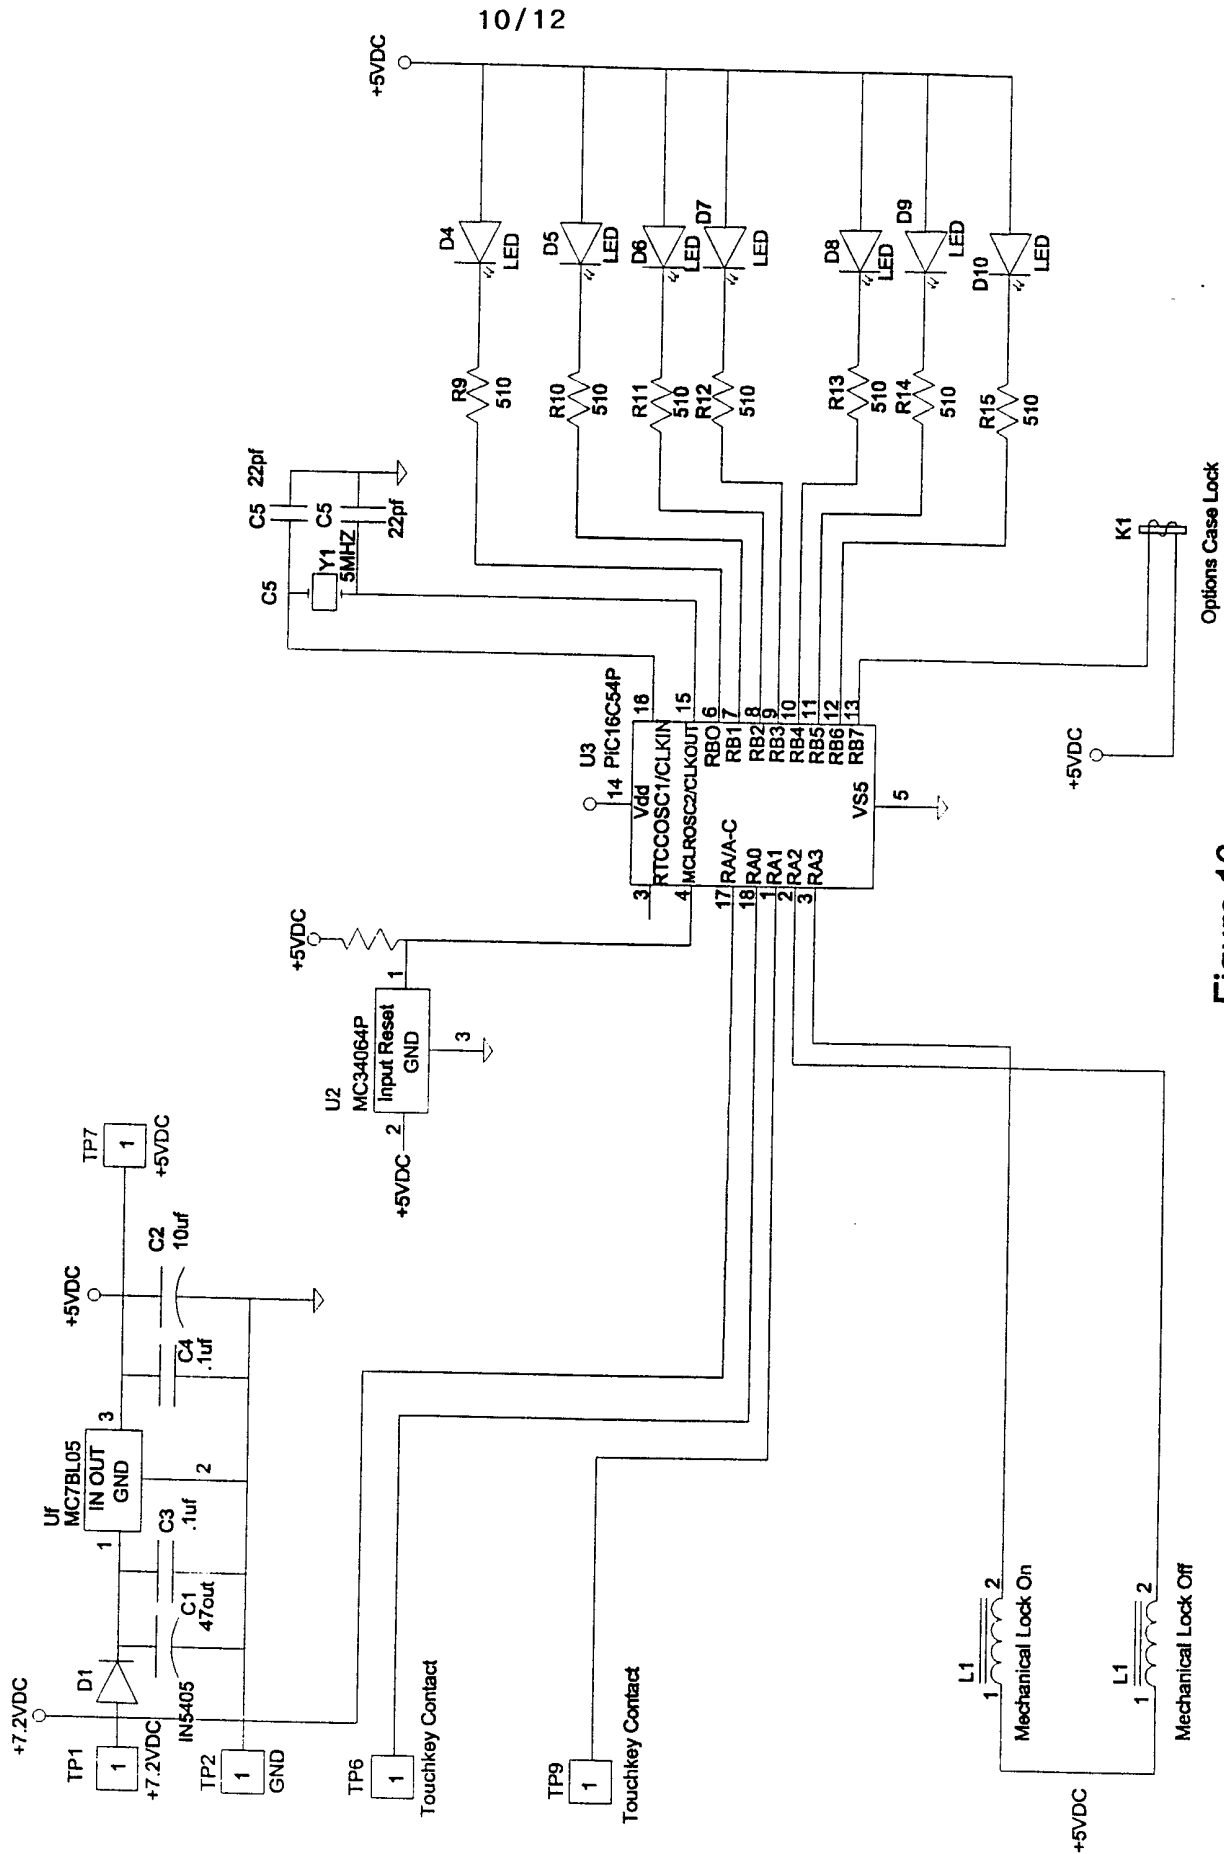 10/12
+7.2VDC
TP1
1
+7.2VDC
D1
IN5405
TP2
1
GND
C1
47out
C3
.1uf
Uf
MC7BL05
IN OUT
GND
1
2
3
C4
.1uf
+5VDC
C2
10uf
TP7
1
+5VDC
TP6
1
Touchkey Contact
TP9
1
Touchkey Contact
U2
MC34064P
Input Reset
GND
+5VDC
2
1
3
+5VDC
U3
PIC16C54P
14
Vdd
RTCCOSC1/CLKIN
MCLROSC2/CLKOUT
3
4
16
15
17
RA/A-C
18
RA0
1
RA1
2
RA2
3
RA3
RBO
6
RB1
7
RB2
8
RB3
9
RB4
10
RB5
11
RB6
12
RB7
13
VS5
5
C5
Y1
5MHZ
C5
22pf
C5
22pf
+5VDC
R9
510
D4
LED
R10
510
D5
LED
R11
510
D6
LED
R12
510
D7
LED
R13
510
D8
LED
R14
510
D9
LED
R15
510
D10
LED
K1
+5VDC
Options Case Lock
L1
1
2
Mechanical Lock On
L1
1
2
Mechanical Lock Off
+5VDC